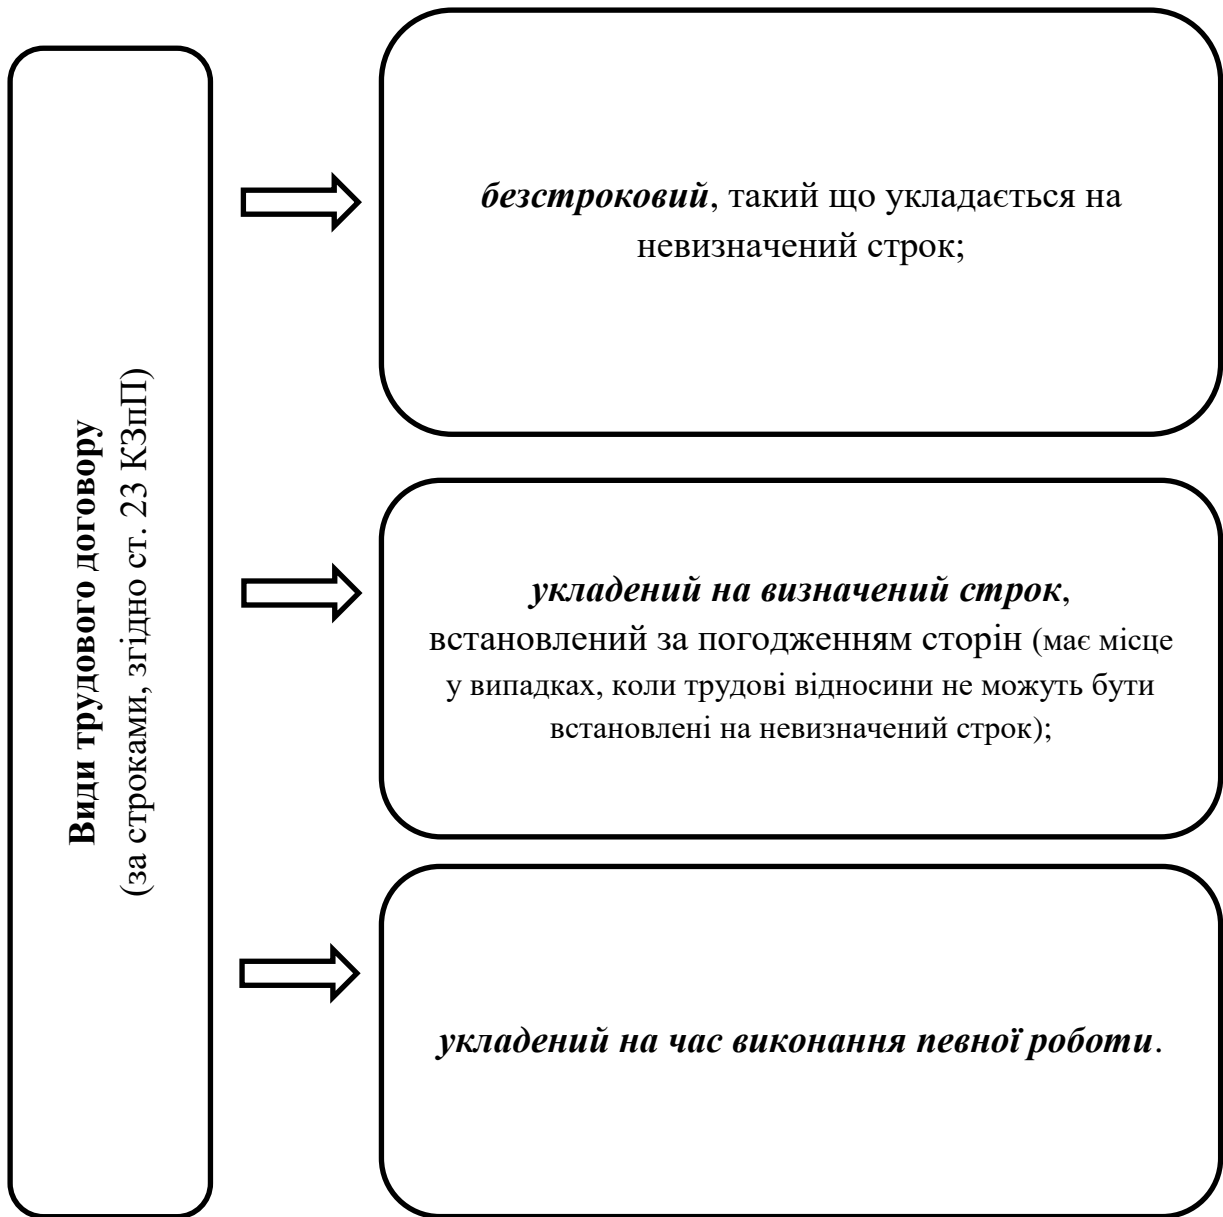 Види трудового договору
(за строками, згідно ст. 23 КЗпП)
безстроковий, такий що укладається на
невизначений строк;
укладений на визначений строк,
встановлений за погодженням сторін (має місце
у випадках, коли трудові відносини не можуть бути
встановлені на невизначений строк);
укладений на час виконання певної роботи.